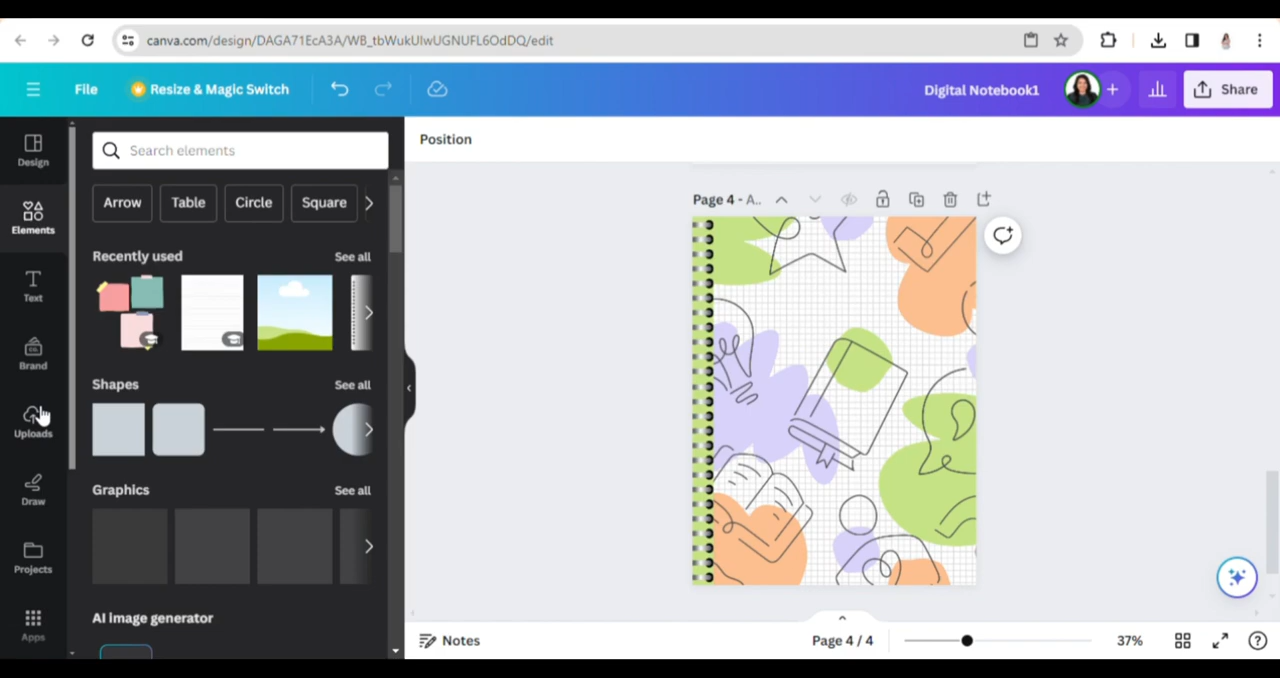 canva.com/design/DAGA71EcA3A/WB_tbWukUlwUGNUFL6OdDQ/edit
File
Resize & Magic Switch
Digital Notebook1
Share
Design
Elements
Text
Brand
Uploads
Draw
Projects
Apps
Search elements
Arrow
Table
Circle
Square
Recently used
See all
Shapes
See all
Graphics
See all
AI image generator
Position
Page 4 - A..
Notes
Page 4 / 4
37%